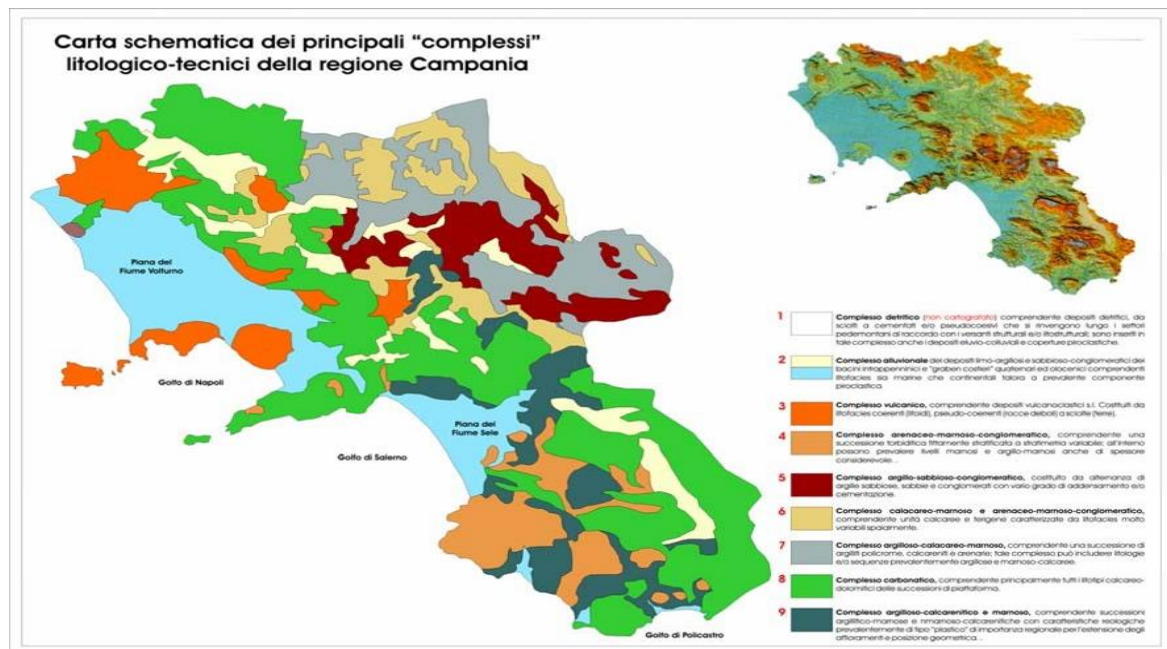 Carta schematica dei principali “complessi”
litologico-tecnici della regione Campania
Piana del
Fiume Volturno
Golfo di Napoli
Piana del
Fiume Sele
Golfo di Salerno
Golfo di Policastro
1
Complesso detritico (non cartografato) comprendente depositi detritici, da
sciolti a cementati e/o pseudocoesivi che si rinvengono lungo i settori
pedemontani di raccordo con i versanti strutturali e/o litostrutturali; sono inseriti in
tale complesso anche i depositi eluvio-colluviali e coperture piroclastiche.
2
Complesso alluvionale dei depositi limo-argillosi e sabbioso-conglomeratici dei
bacini intrappenninici e "graben costieri" quaternari ed olocenici comprendenti
litofacies sia marine che continentali talora a prevalente componente
piroclastica.
3
Complesso vulcanico, comprendente depositi vulcanoclastici s.l. Costituiti da
litofacies coerenti (litoidi), pseudo-coerenti (rocce deboli) a sciolte (terre).
4
Complesso arenaceo-marnoso-conglomeratico, comprendente una
successione torbiditica fittamente stratificata a stratimetria variabile; all'interno
possono prevalere livelli marnosi e argillo-marnosi anche di spessore
considerevole...
5
Complesso argillo-sabbioso-conglomeratico, costituito da alternanza di
argille sabbiose, sabbie e conglomerati con vario grado di addensamento e/o
cementazione.
6
Complesso calacareo-marnoso e arenaceo-marnoso-conglomeratico,
comprendente unità calcaree e terigene caratterizzate da litofacies molto
variabili spazialmente.
7
Complesso argilloso-calacareo-marnoso, comprendente una successione di
argilliti policrome, calcareniti e arenarie; tale complesso può includere litologie
e/o sequenze prevalentemente argillose e marnoso-calcaree.
8
Complesso carbonatico, comprendente principalmente tutti i litotipi calcareo-
dolomitici delle successioni di piattaforma.
9
Complesso argilloso-calcarenitico e marnoso, comprendente successioni
argillitico-marnose e calcarenitiche con caratteristiche reologiche
prevalentemente di tipo "plastico" di importanza regionale per l'estensione degli
affioramenti e posizione geometrica...